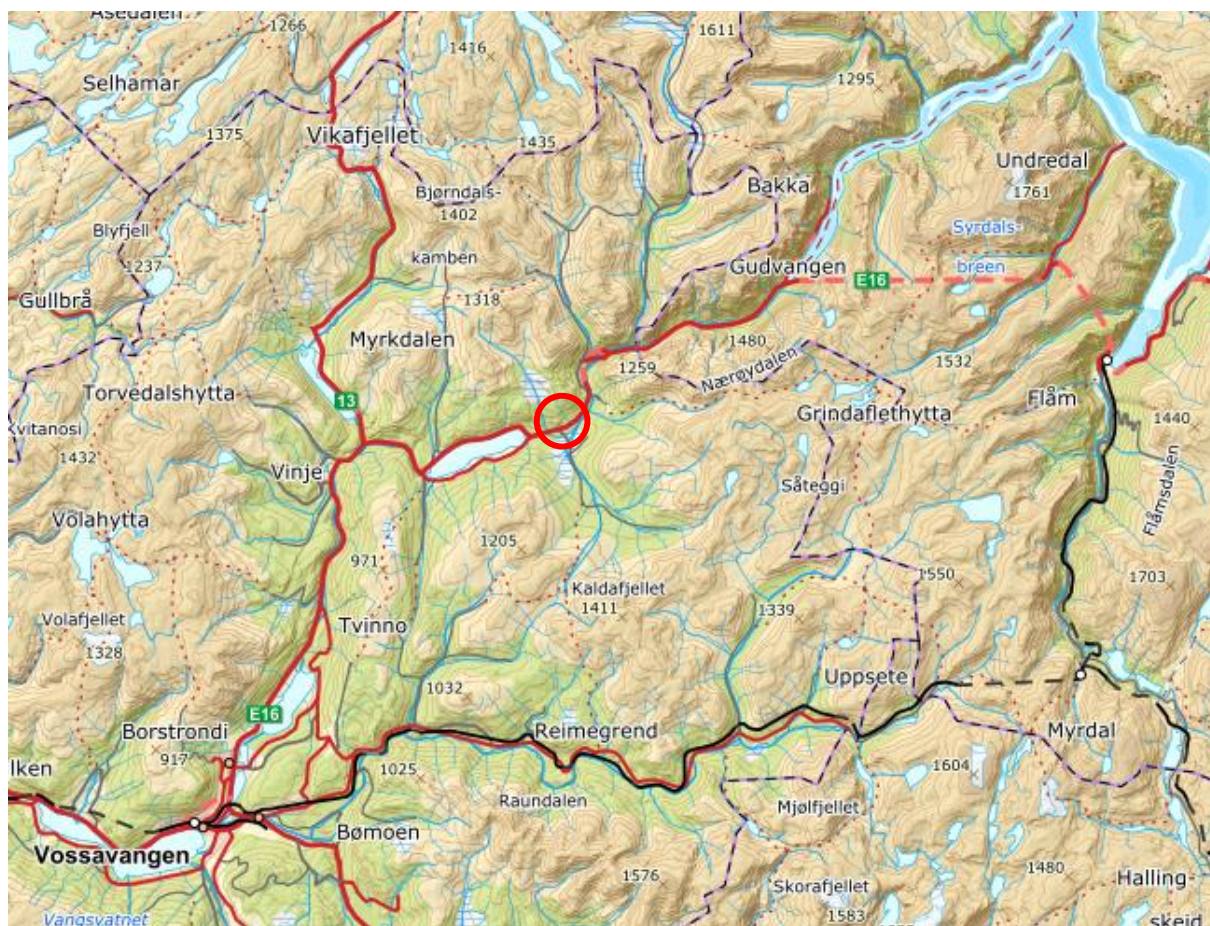 Åsedalen
1266
1416
1611
Selhamar
1295
1375
Vikafjellet
1435
Undredal
1761
Bakka
Bjørndals-
1402
kamben
Blyfjell
1237
Syrdals-
breen
Gudvangen
E16
Gullbrå
1318
Myrkdalen
1480
1259
1532
Nærøydalen
Torvedalshytta
13
Grindaflethytta
Flåm
1440
Kvitanosi
1432
Vinje
Såteggi
Flåmsdalen
Volahytta
1205
971
1550
1703
Kaldafjellet
1411
1339
Volafjellet
1328
Tvinno
1032
Uppsete
E16
Borstrondi
917
Reimegrend
Myrdal
lken
1025
1604
Raundalen
Mjølfjellet
Bømoen
Vossavangen
1576
1480
Halling-
skeid
Skorafjellet
1583
Vangsvatnet